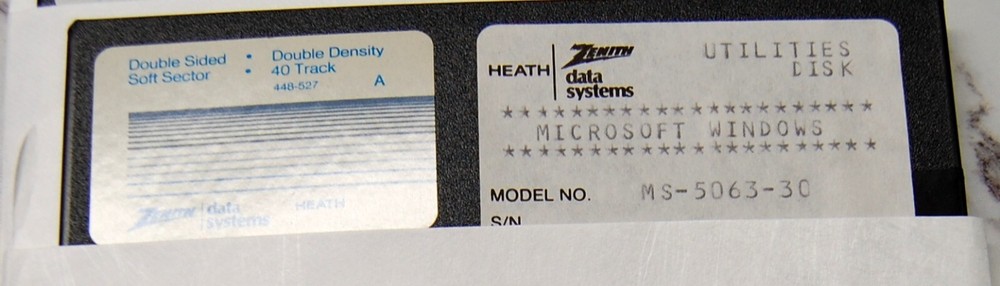 Double Sided • Double Density
Soft Sector • 40 Track
448-527 A
ZENITH data systems HEATH
HEATH ZENITH data systems
UTILITIES
DISK
*************************
MICROSOFT WINDOWS
*************************
MODEL NO. MS-5063-30
S/N